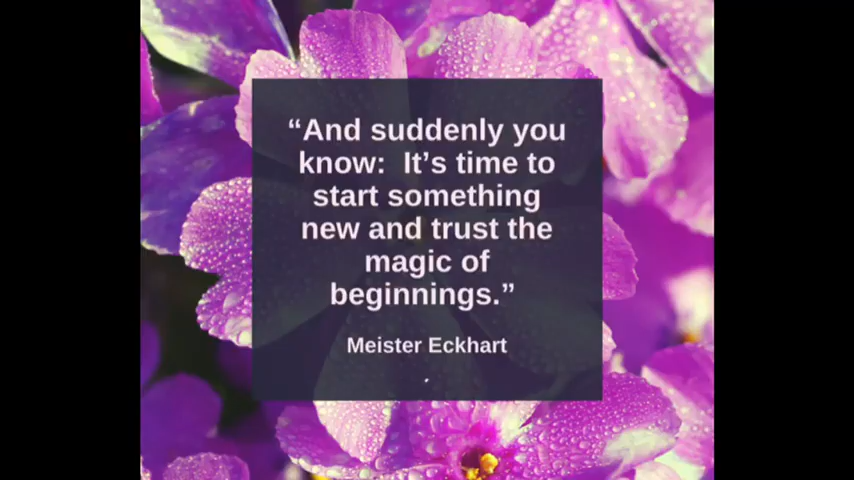 “And suddenly you
know:  It’s time to
start something
new and trust the
magic of
beginnings.”
Meister Eckhart